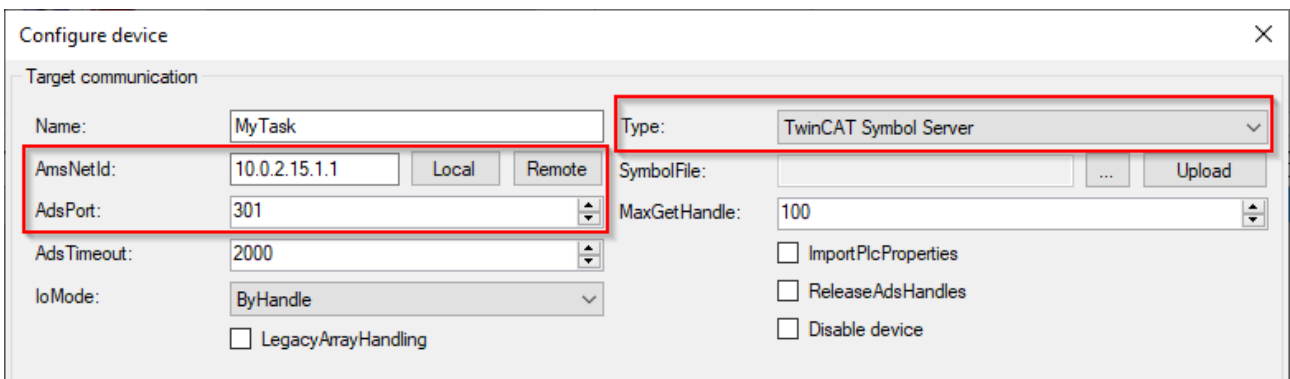 Configure device
Target communication
Name: MyTask
Type: TwinCAT Symbol Server
AmsNetId: 10.0.2.15.1.1 Local Remote
SymbolFile: ... Upload
AdsPort: 301
MaxGetHandle: 100
AdsTimeout: 2000
ImportPlcProperties
IoMode: ByHandle
ReleaseAdsHandles
LegacyArrayHandling
Disable device